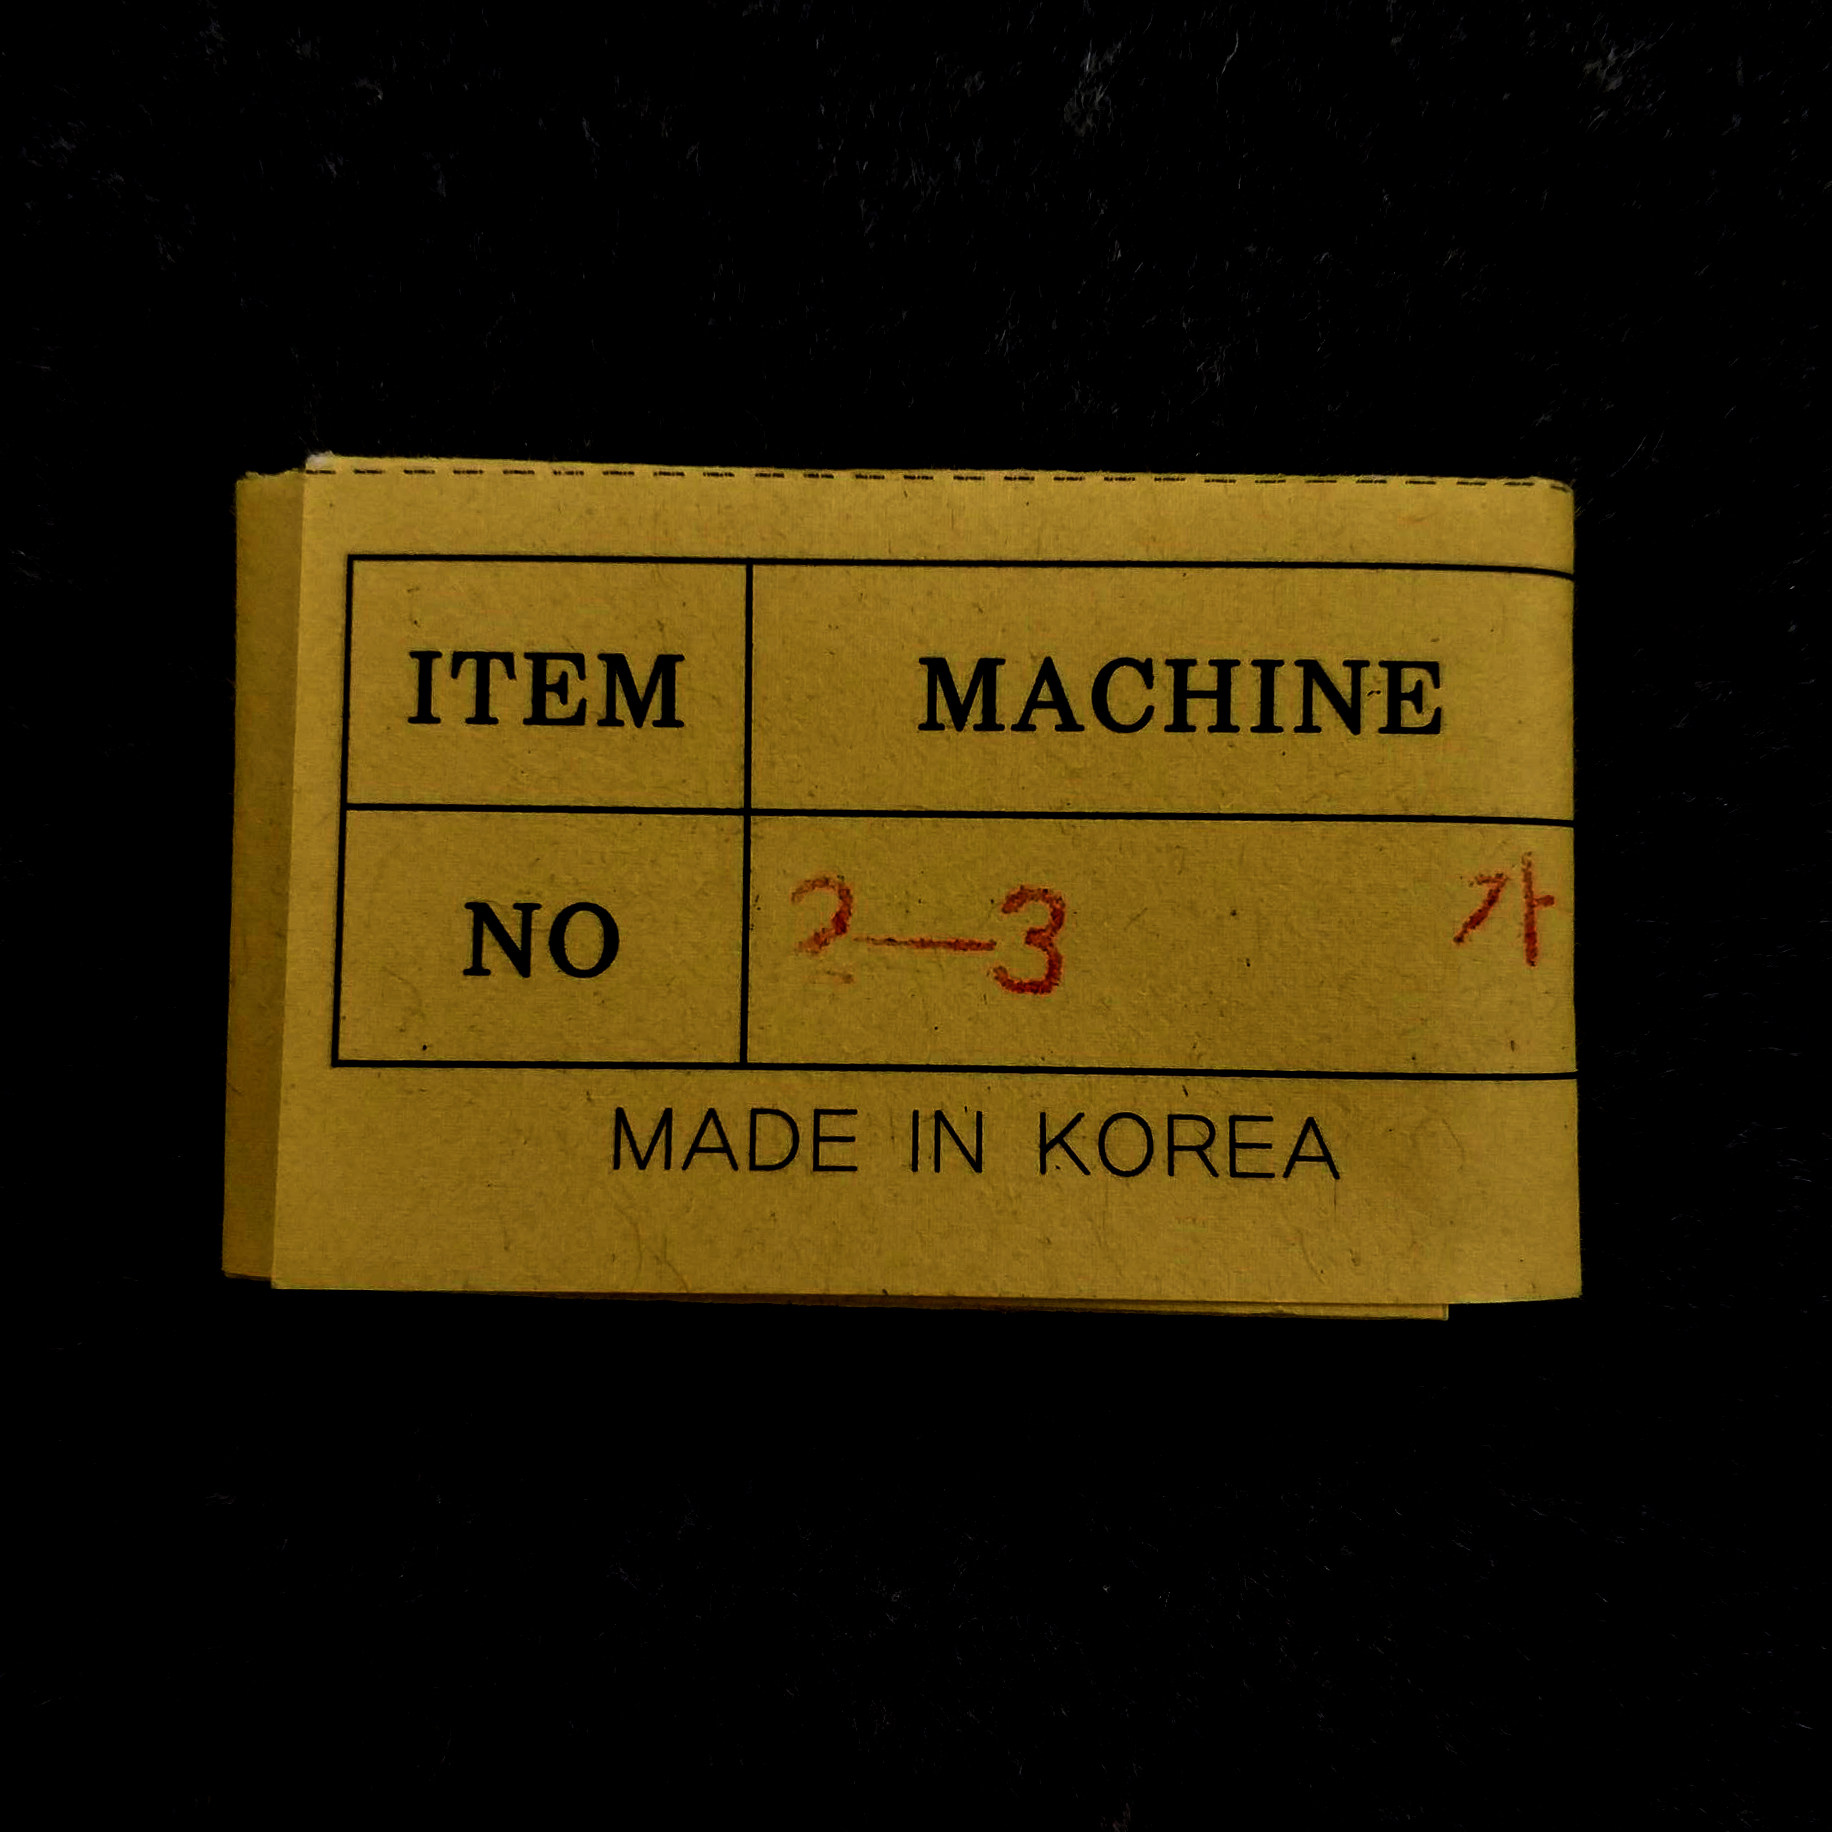 ITEM MACHINE
NO 2-3 가
MADE IN KOREA